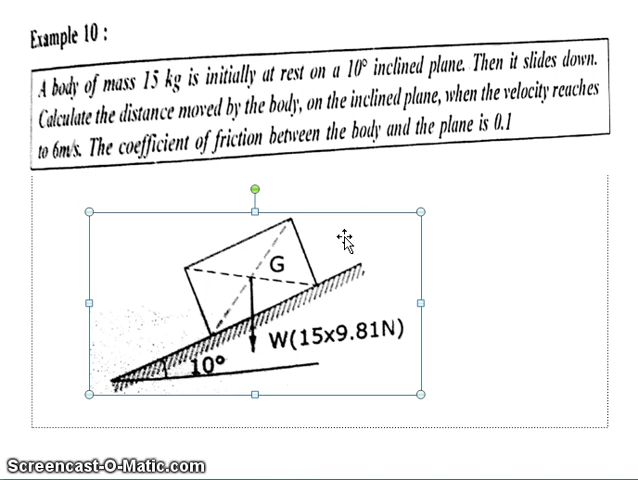 Example 10 :
A body of mass 15 kg is initially at rest on a 10° inclined plane. Then it slides down.
Calculate the distance moved by the body, on the inclined plane, when the velocity reaches
to 6m/s. The coefficient of friction between the body and the plane is 0.1
G
W(15x9.81N)
10°
Screencast-O-Matic.com